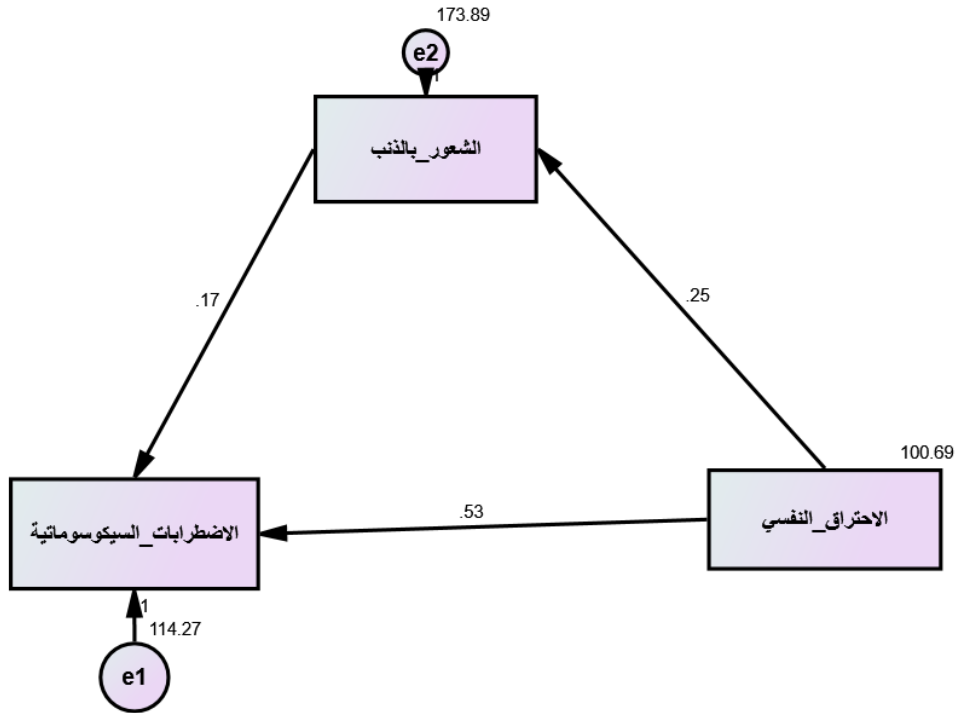 173.89
e2
1
الشعور_بالذنب
.17
.25
100.69
الاضطرابات_السيكوسوماتية
.53
الاحتراق_النفسي
1
114.27
e1